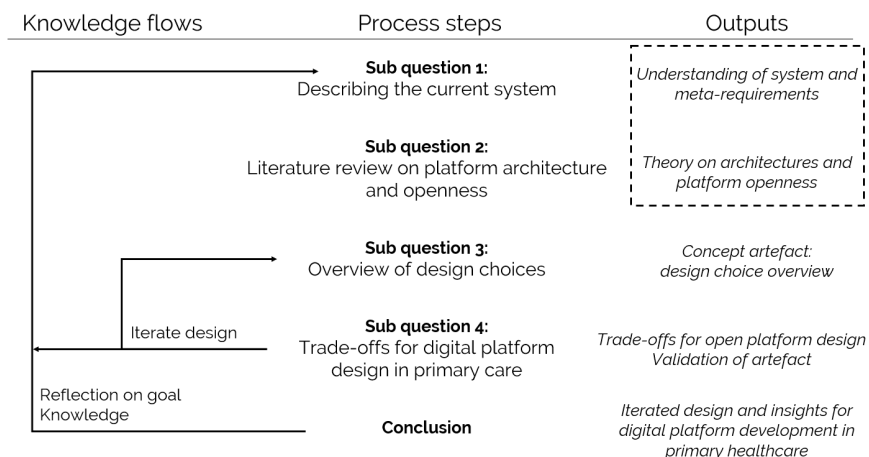 Knowledge flows
Process steps
Outputs
Sub question 1:
Describing the current system
Understanding of system and
meta-requirements
Sub question 2:
Literature review on platform architecture
and openness
Theory on architectures and
platform openness
Sub question 3:
Overview of design choices
Concept artefact:
design choice overview
Iterate design
Sub question 4:
Trade-offs for digital platform
design in primary care
Trade-offs for open platform design
Validation of artefact
Reflection on goal
Knowledge
Conclusion
Iterated design and insights for
digital platform development in
primary healthcare